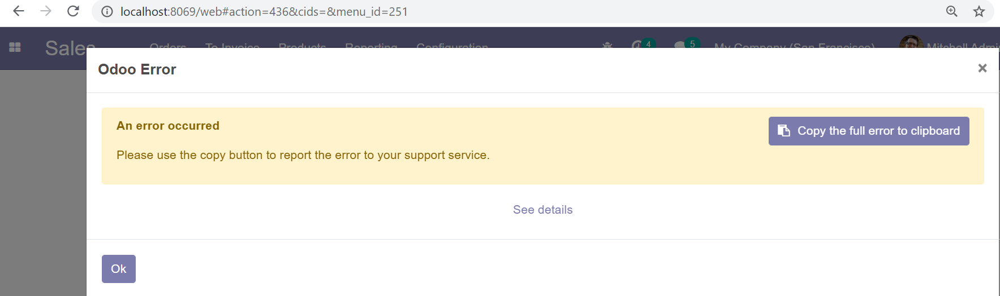 localhost:8069/web#action=436&cids=&menu_id=251
Sales Orders To Invoice Products Reporting Configuration 4 5 My Company (San Francisco) Mitchell Admi
Odoo Error ×
An error occurred
Copy the full error to clipboard
Please use the copy button to report the error to your support service.
See details
Ok